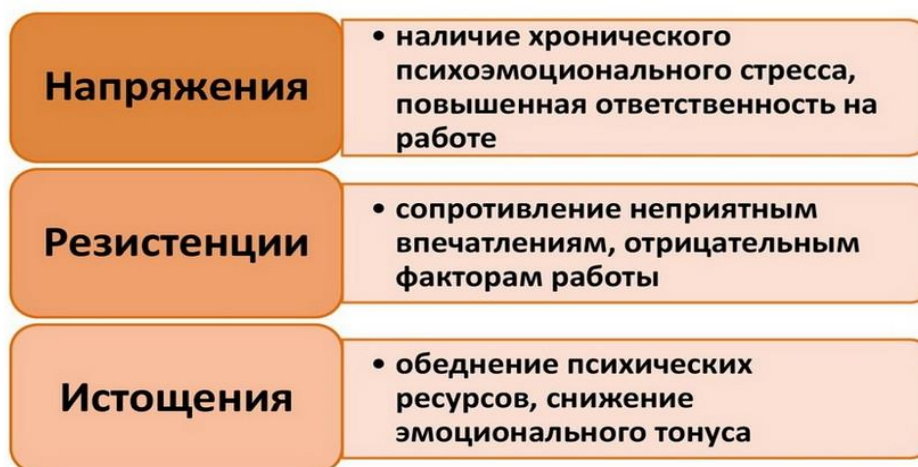 Напряжения
• наличие хронического
психоэмоционального стресса,
повышенная ответственность на
работе
Резистенции
• сопротивление неприятным
впечатлениям, отрицательным
факторам работы
Истощения
• обеднение психических
ресурсов, снижение
эмоционального тонуса